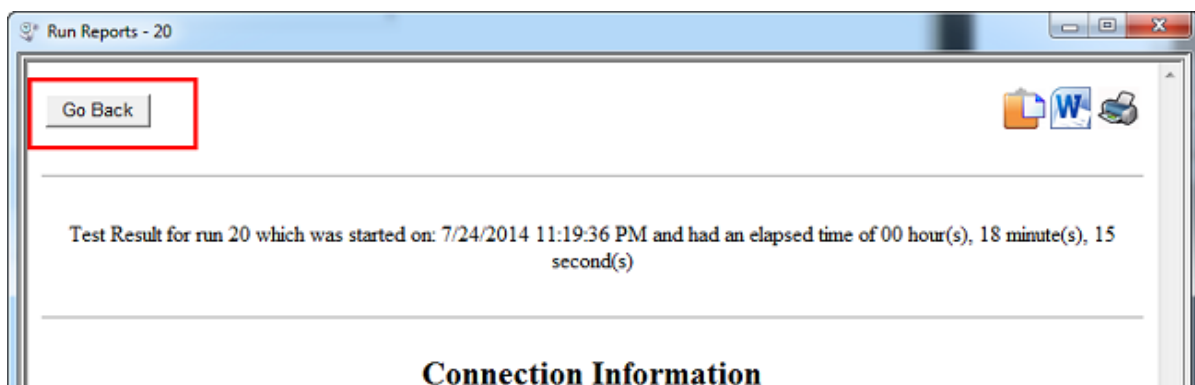 Run Reports - 20
Go Back
W
Test Result for run 20 which was started on: 7/24/2014 11:19:36 PM and had an elapsed time of 00 hour(s), 18 minute(s), 15
second(s)
Connection Information